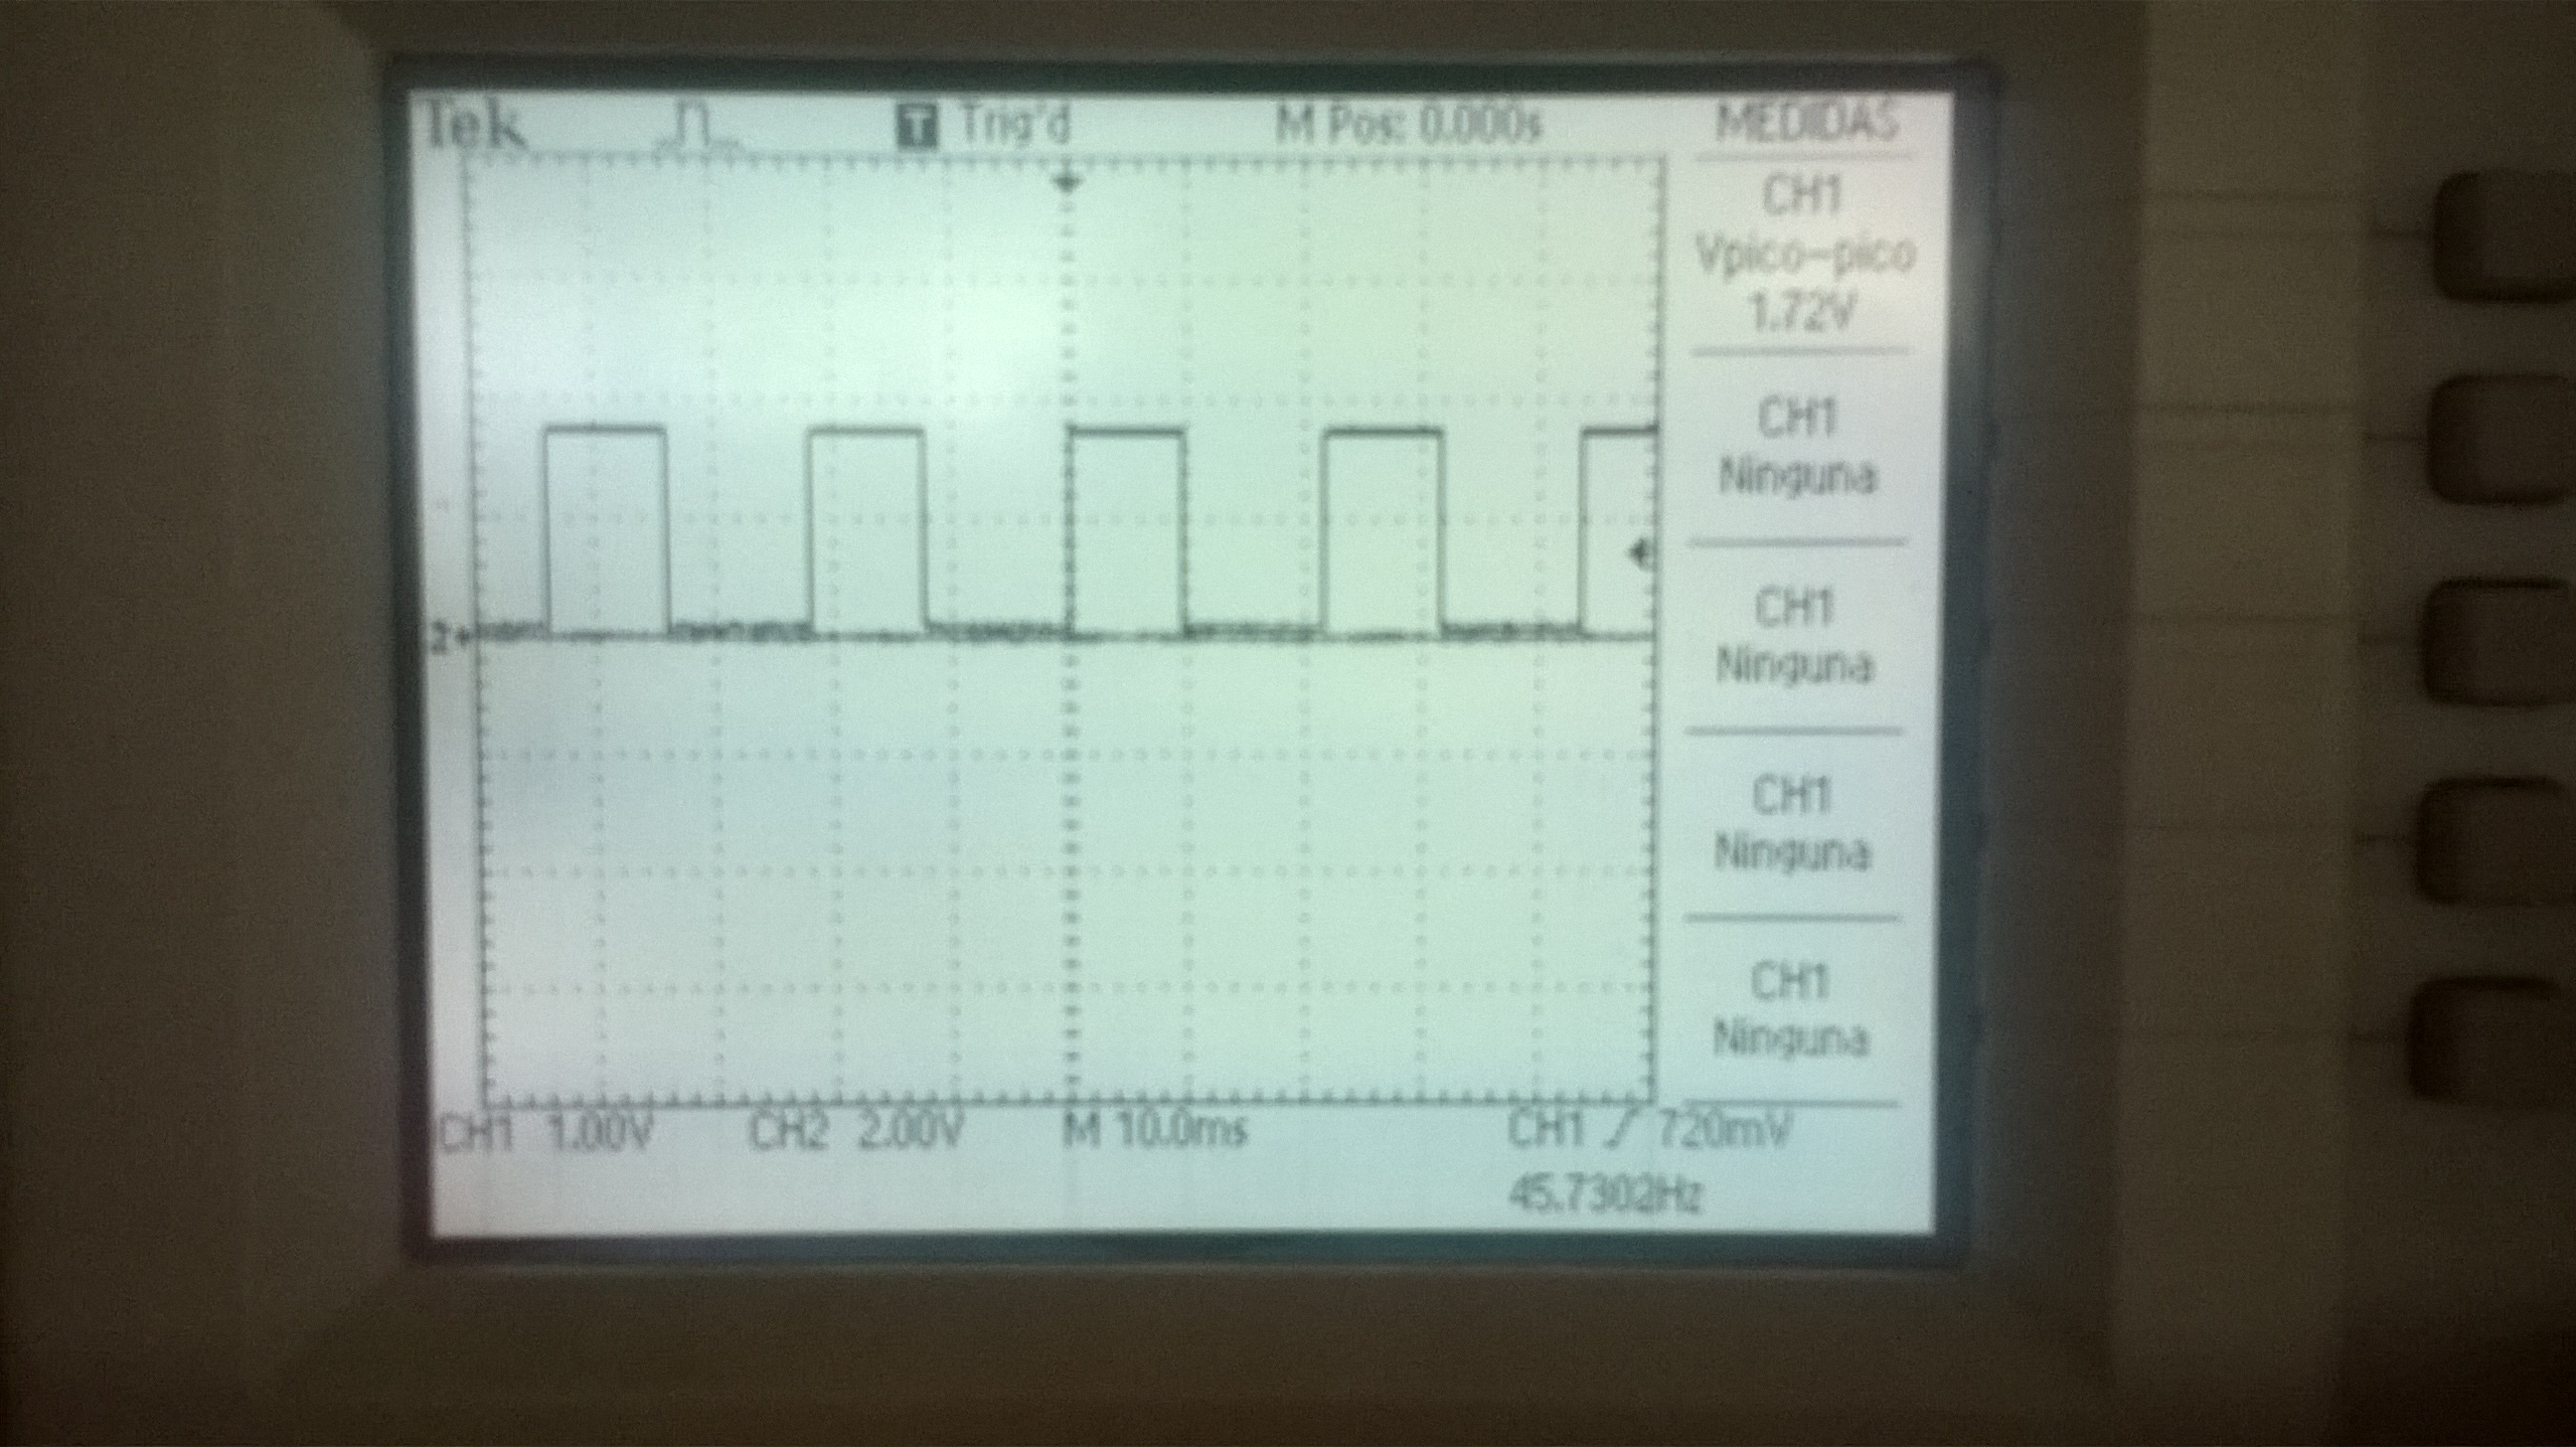 Tek T Trig'd M Pos: 0.000s MEDIDAS
CH1
Vpico-pico
1.72V
CH1
Ninguna
CH1
Ninguna
CH1
Ninguna
CH1
Ninguna
2
CH1 1.00V CH2 2.00V M 10.0ms CH1 720mV
45.7302Hz